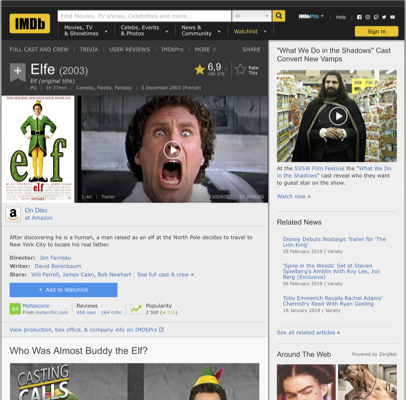 IMDb
Find Movies, TV shows, Celebrities and more...
All
IMDbPro
Help
Movies, TV
& Showtimes
Celebs, Events
& Photos
News &
Community
Watchlist
Sign in
FULL CAST AND CREW | TRIVIA | USER REVIEWS | IMDbPro | MORE
SHARE
+
Elfe (2003)
Elf (original title)
PG | 1h 37min | Comedy, Family, Fantasy | 3 December 2003 (France)
6,9
Rate
This
elf
1:40 | Trailer
VIDEOS
IMAGES
On Disc
at Amazon
After discovering he is a human, a man raised as an elf at the North Pole decides to travel to
New York City to locate his real father.
Director: Jon Favreau
Writer: David Berenbaum
Stars: Will Ferrell, James Caan, Bob Newhart | See full cast & crew »
+ Add to Watchlist
Metascore
From metacritic.com
Reviews
456 user | 164 critic
Popularity
3 500
View production, box office, & company info on IMDbPro
Who Was Almost Buddy the Elf?
CASTING
CALLS
"What We Do in the Shadows" Cast
Convert New Vamps
At the SXSW Film Festival the "What We
Do in the Shadows" cast reveal who they
want to guest star on the show.
Watch now »
Related News
Disney Debuts Nostalgic Trailer for 'The
Lion King'
25 February 2019 | Variety
'Spire in the Woods' Set at Steven
Spielberg's Amblin With Roy Lee, Jon
Berg (Exclusive)
06 February 2019 | Variety
Toby Emmerich Recalls Rachel Adams'
Chemistry Read With Ryan Gosling
18 January 2019 | Variety
See all related articles »
Around The Web
Powered by ZergNet